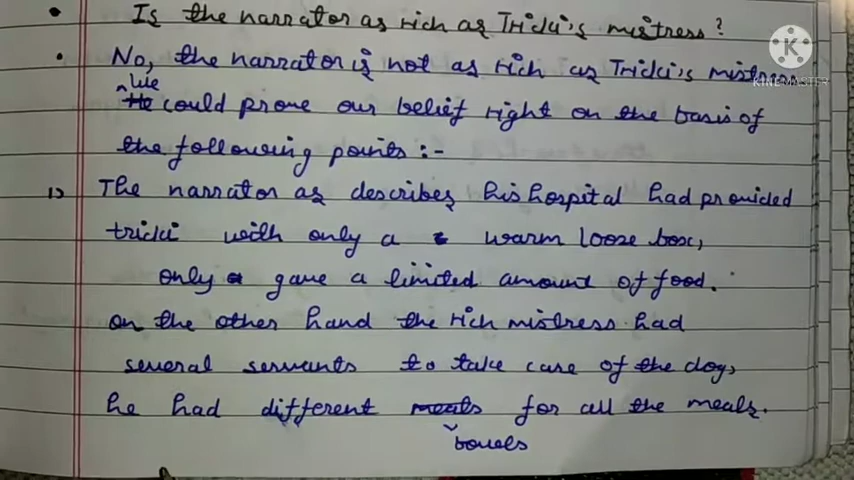 Is the narrator as rich as Tricki's mistress?
No, the narrator is not as rich as Tricki's mistress
We
He could prove our belief right on the basis of
the following points :-
1) The narrator as describes his hospital had provided
tricki with only a warm loose box,
only a gave a limited amount of food.
on the other hand the rich mistress had
several servants to take care of the dog,
he had different meals for all the meals.
bowels
K
KINEMASTER